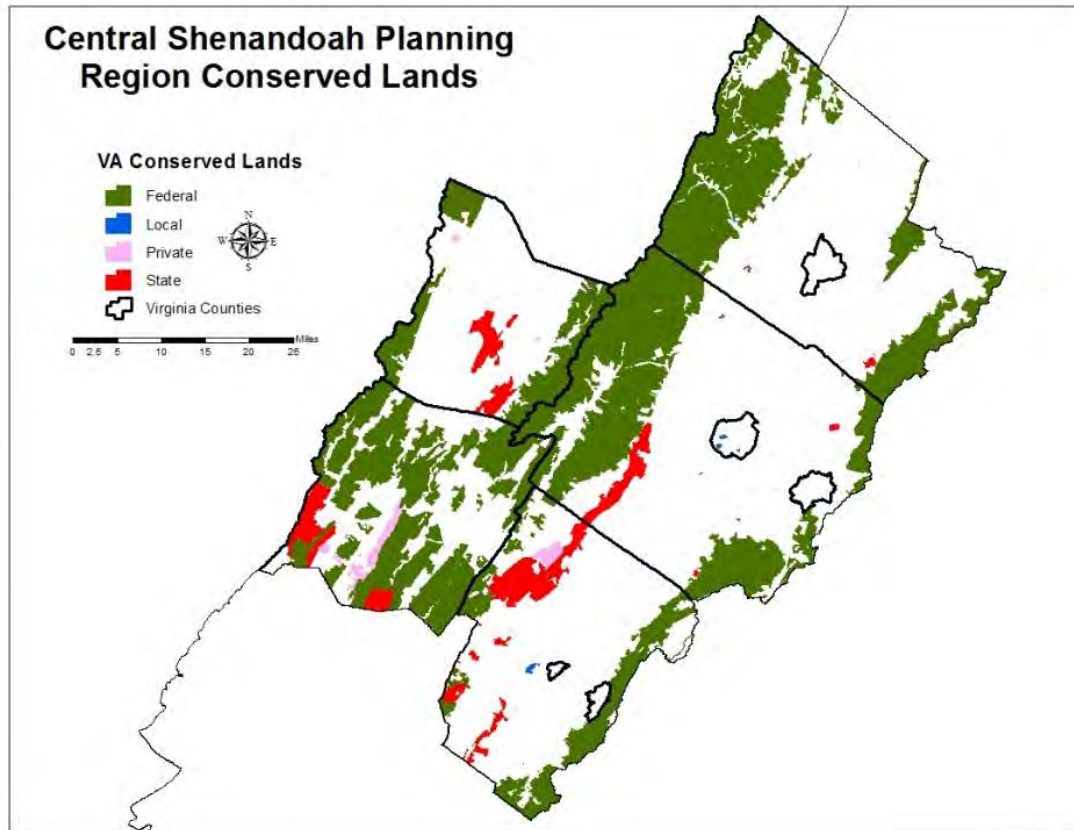 Central Shenandoah Planning
Region Conserved Lands
VA Conserved Lands
Federal
Local
Private
State
Virginia Counties
N
W E
S
Miles
0 2.5 5 10 15 20 25